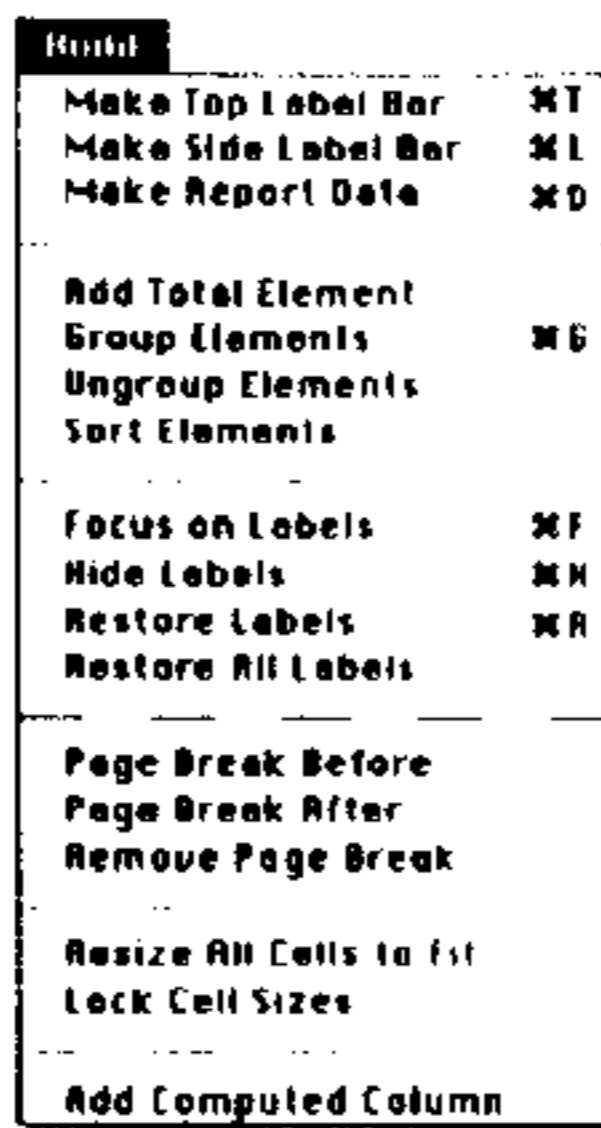 Build
Make Top Label Bar ⌘T
Make Side Label Bar ⌘L
Make Report Data ⌘D
Add Total Element
Group Elements ⌘G
Ungroup Elements
Sort Elements
Focus on Labels ⌘F
Hide Labels ⌘H
Restore Labels ⌘R
Restore All Labels
Page Break Before
Page Break After
Remove Page Break
Resize All Cells to fit
Lock Cell Sizes
Add Computed Column